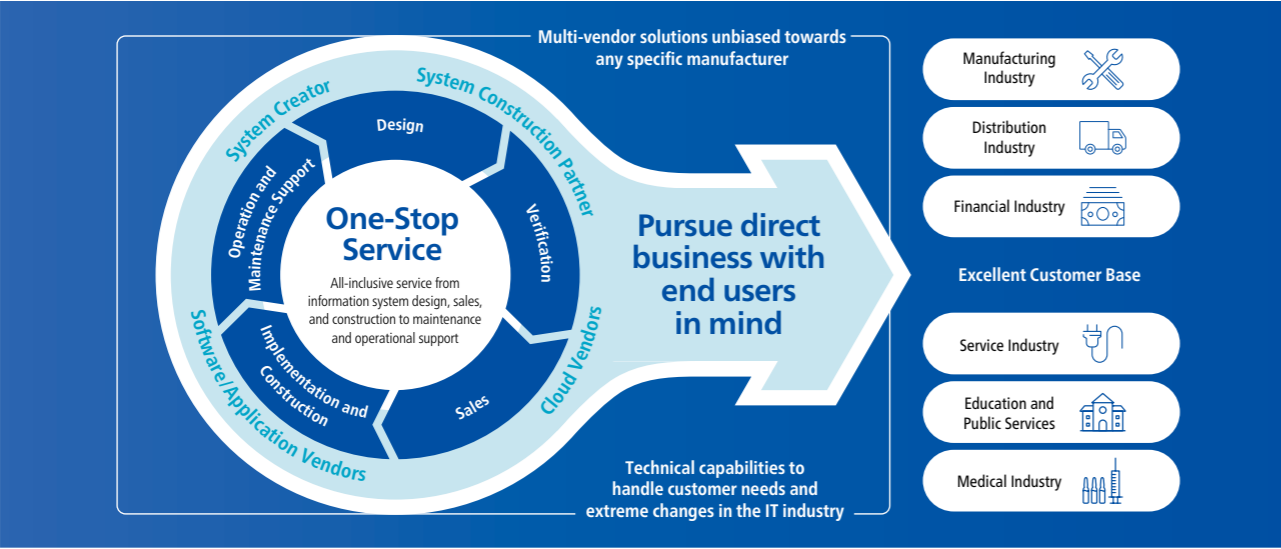 Multi-vendor solutions unbiased towards
any specific manufacturer
System Creator
System Construction Partner
Cloud Vendors
Software/Application Vendors
Design
Verification
Sales
Implementation and
Construction
Operation and
Maintenance Support
One-Stop
Service
All-inclusive service from
information system design, sales,
and construction to maintenance
and operational support
Pursue direct
business with
end users
in mind
Technical capabilities to
handle customer needs and
extreme changes in the IT industry
Manufacturing
Industry
Distribution
Industry
Financial Industry
Excellent Customer Base
Service Industry
Education and
Public Services
Medical Industry